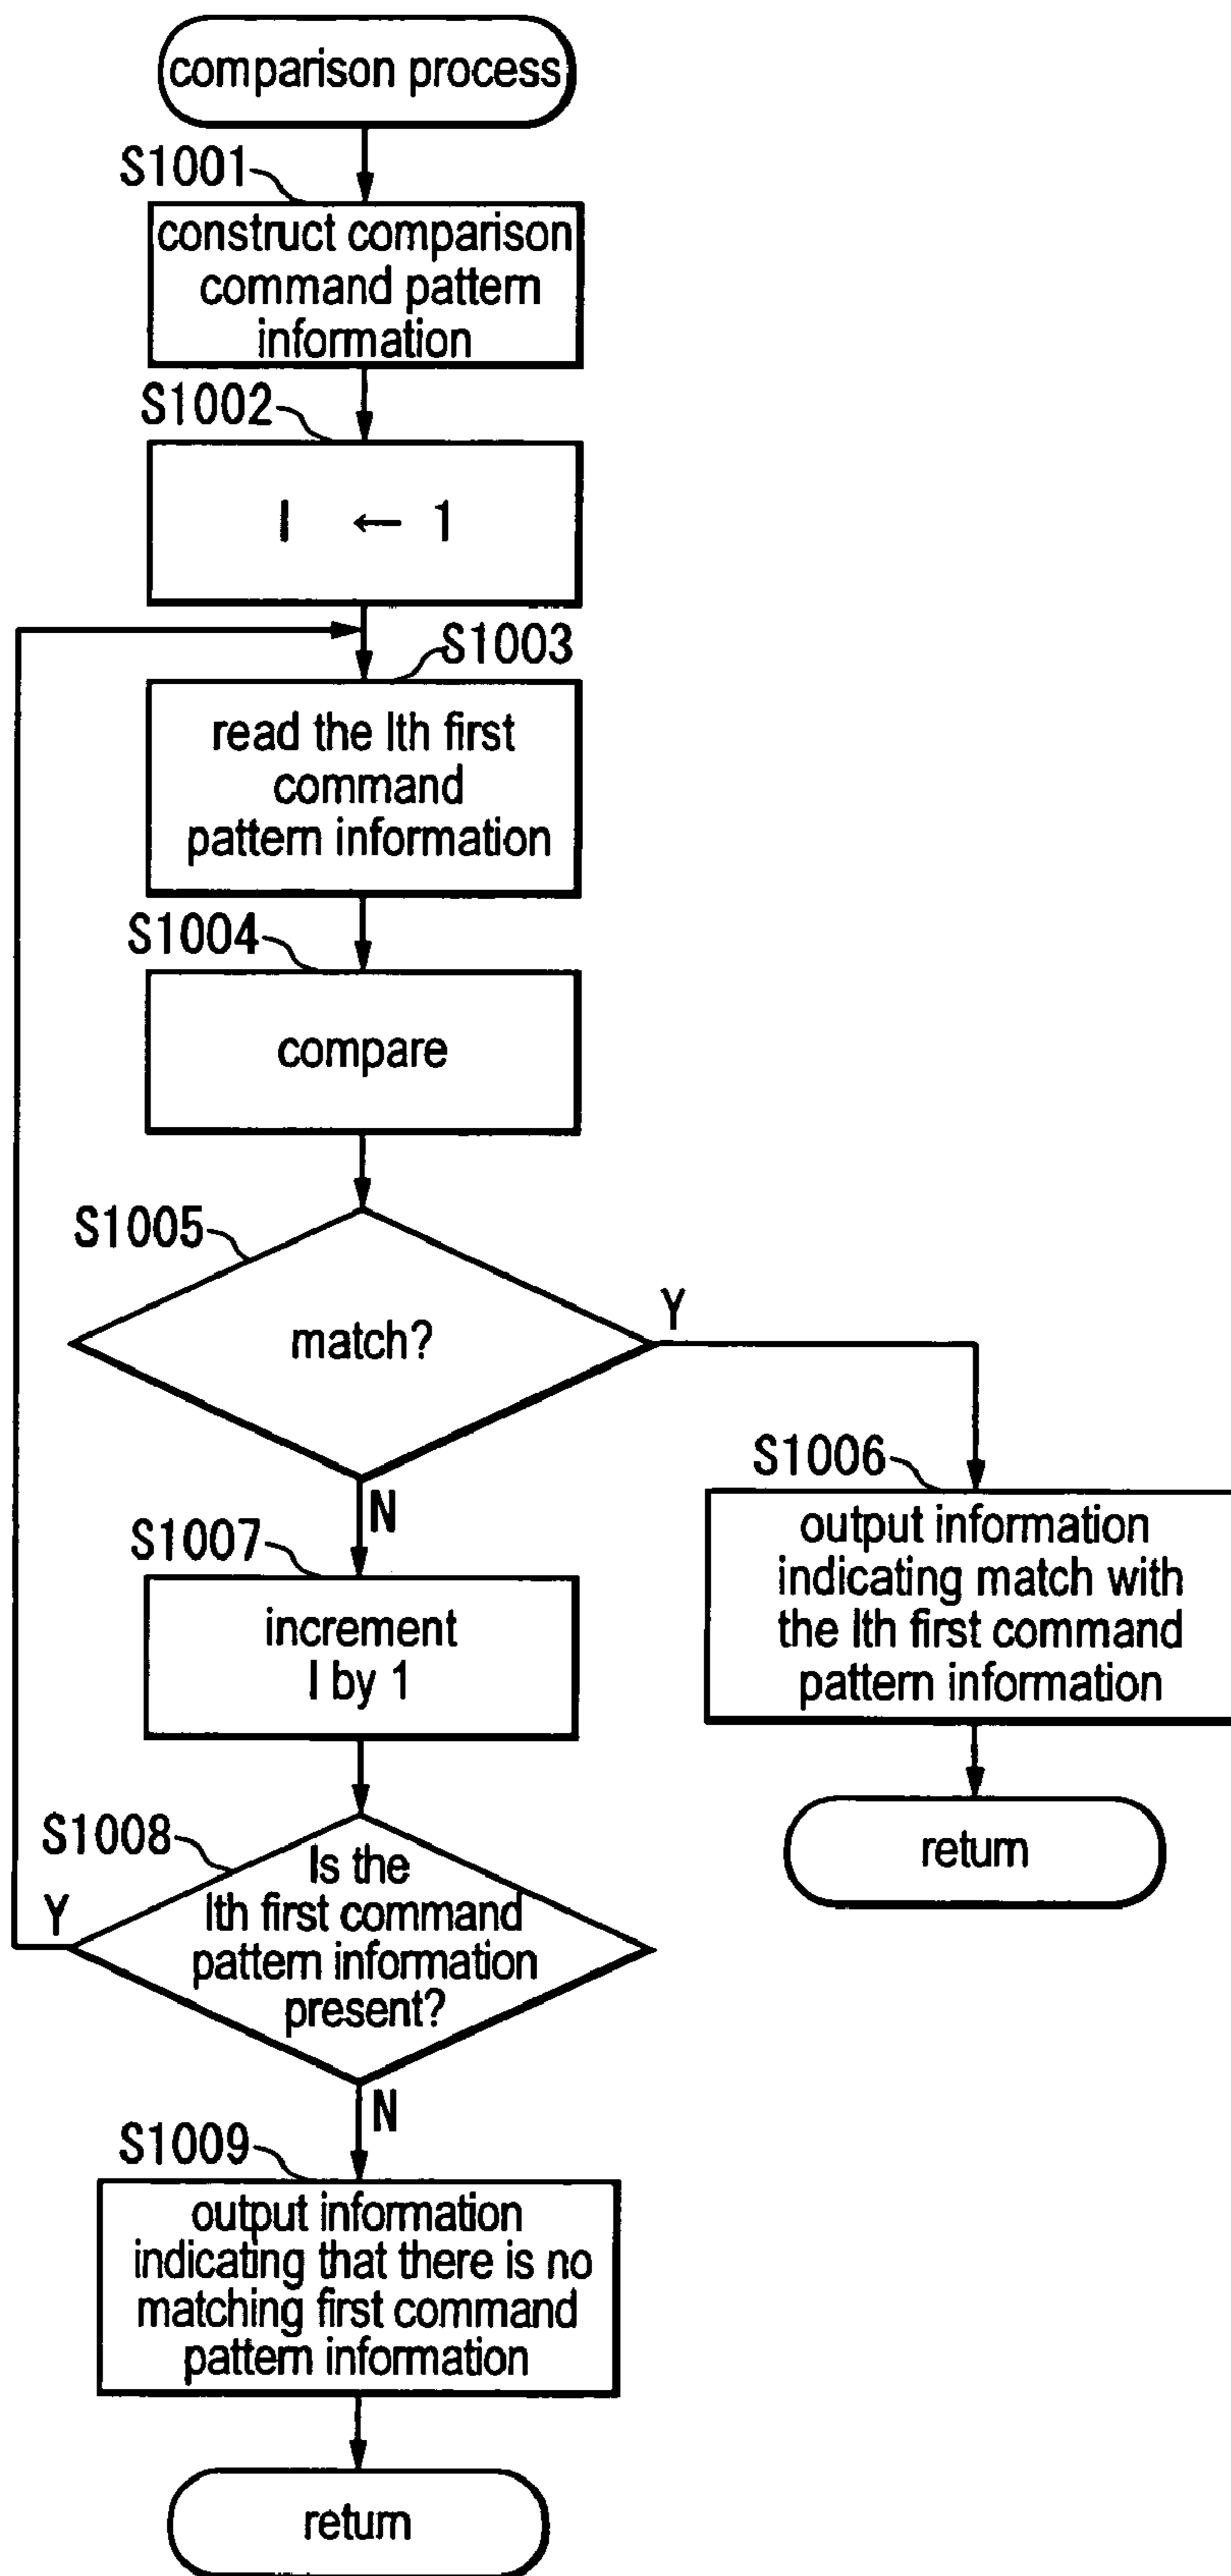 comparison process
S1001
construct comparison
command pattern
information
S1002
I ← 1
S1003
read the Ith first
command
pattern information
S1004
compare
S1005
match?
Y
N
S1006
output information
indicating match with
the Ith first command
pattern information
return
S1007
increment
I by 1
S1008
Is the
Ith first command
pattern information
present?
Y
N
S1009
output information
indicating that there is no
matching first command
pattern information
return